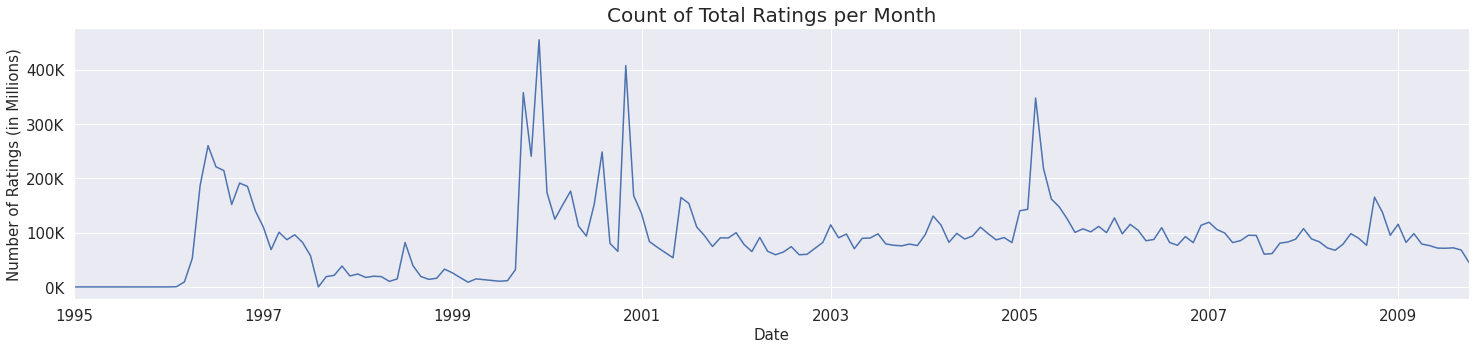 Count of Total Ratings per Month
Number of Ratings (in Millions)
400K
300K
200K
100K
0K
1995 1997 1999 2001 2003 2005 2007 2009
Date